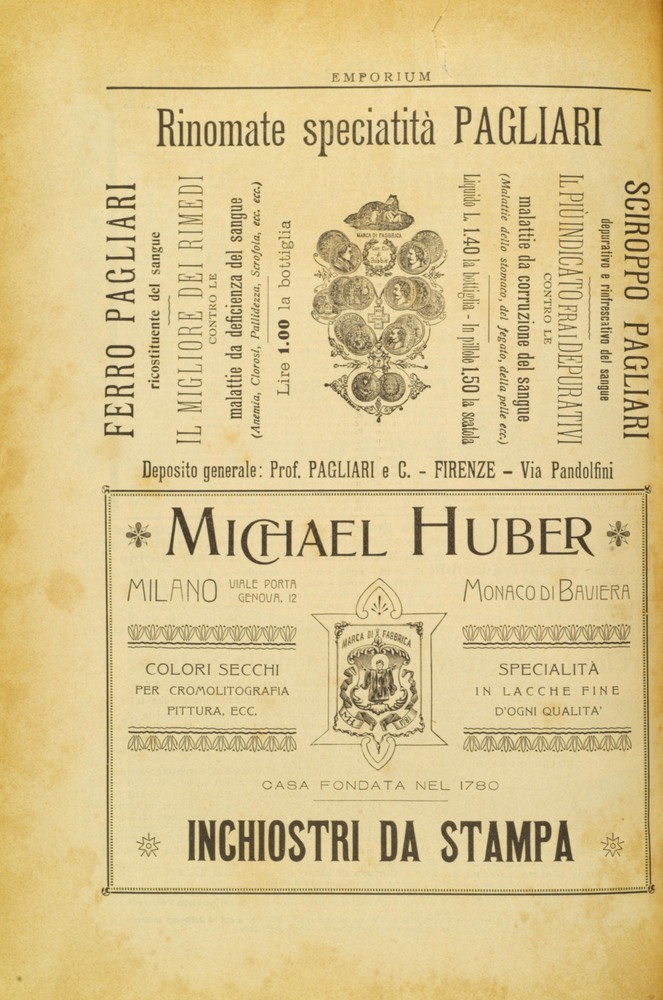 EMPORIUM
Rinomate speciatità PAGLIARI
FERRO PAGLIARI
ricostituente del sangue
IL MIGLIORE DEI RIMEDI
CONTRO LE
malattie da deficienza del sangue
(Anemia, Clorosi, Pallidezza, Scrofola, ecc. ecc.)
Lire 1.00 la bottiglia
MARCA DI FABBRICA
SCIROPPO PAGLIARI
depurativo e rinfrescativo del sangue
IL PIÙ INDICATO FRA I DEPURATIVI
CONTRO LE
malattie da corruzione del sangue
(Malattie dello stomaco, del fegato, della pelle ecc.)
Liquido L. 1.40 la bottiglia - In pillole 1.50 la scatola
Deposito generale: Prof. PAGLIARI e C. - FIRENZE - Via Pandolfini
MICHAEL HUBER
MILANO VIALE PORTA GENOVA, 12
MONACO DI BAVIERA
MARCA DI FABBRICA
COLORI SECCHI
PER CROMOLITOGRAFIA
PITTURA, ECC.
SPECIALITÀ
IN LACCHE FINE
D'OGNI QUALITA'
CASA FONDATA NEL 1780
INCHIOSTRI DA STAMPA